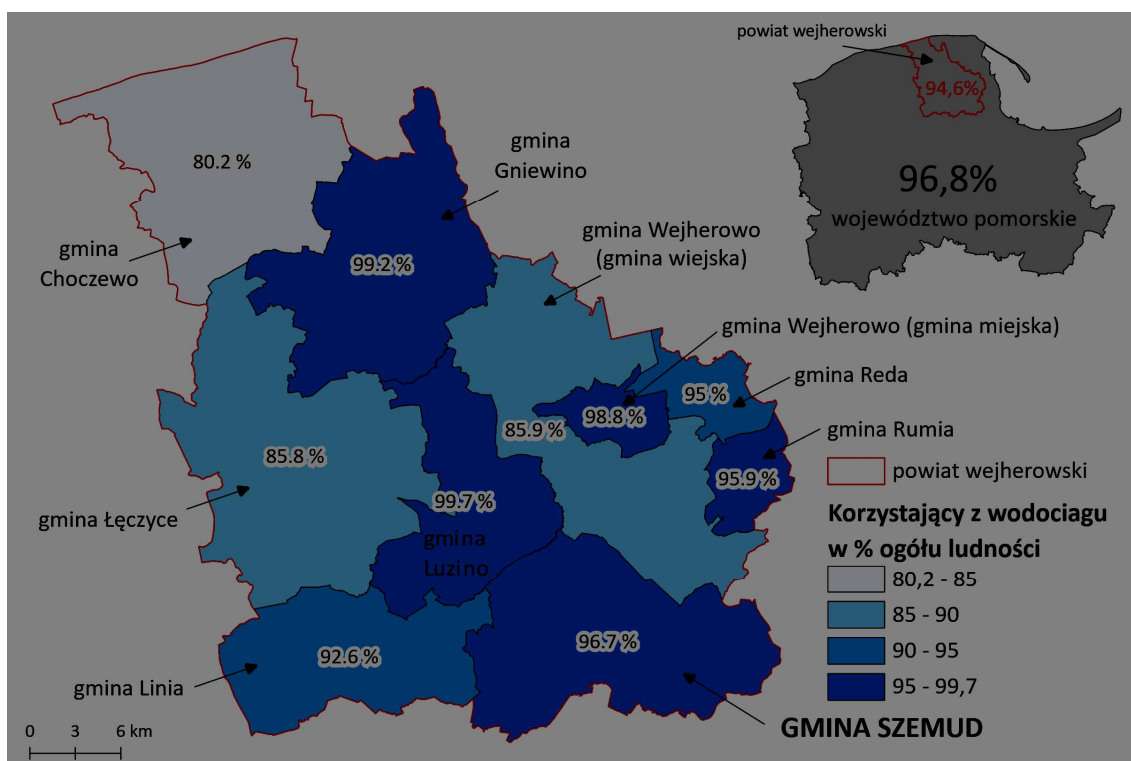 powiat wejherowski
94,6%
96,8%
województwo pomorskie
80.2 %
gmina
Gniewino
gmina Wejherowo
(gmina wiejska)
gmina
Choczewo
99.2 %
gmina Wejherowo (gmina miejska)
gmina Reda
95 %
98.8 %
85.9 %
gmina Rumia
85.8 %
95.9 %
powiat wejherowski
99.7 %
gmina Łęczyce
gmina
Luzino
Korzystający z wodociagu
w % ogółu ludności
80,2 - 85
85 - 90
90 - 95
95 - 99,7
96.7 %
92.6 %
gmina Linia
GMINA SZEMUD
0 3 6 km